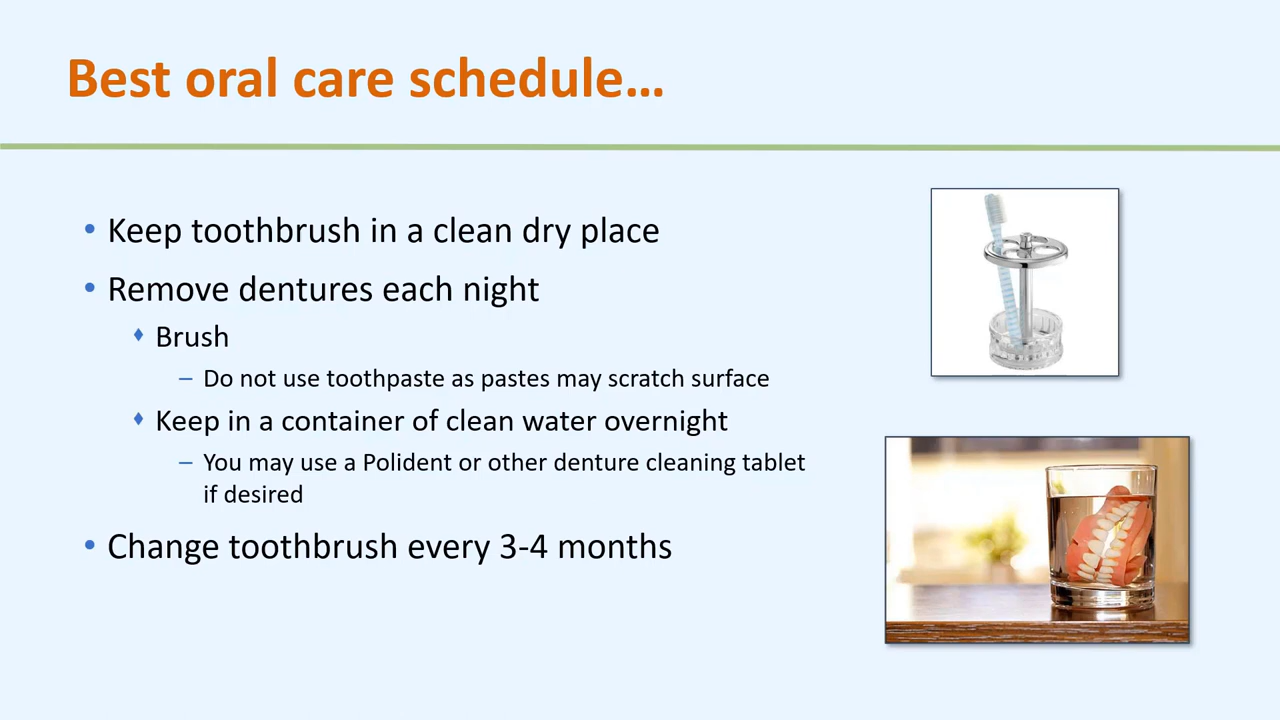 Best oral care schedule...
• Keep toothbrush in a clean dry place
• Remove dentures each night
♦ Brush
– Do not use toothpaste as pastes may scratch surface
♦ Keep in a container of clean water overnight
– You may use a Polident or other denture cleaning tablet
if desired
• Change toothbrush every 3-4 months